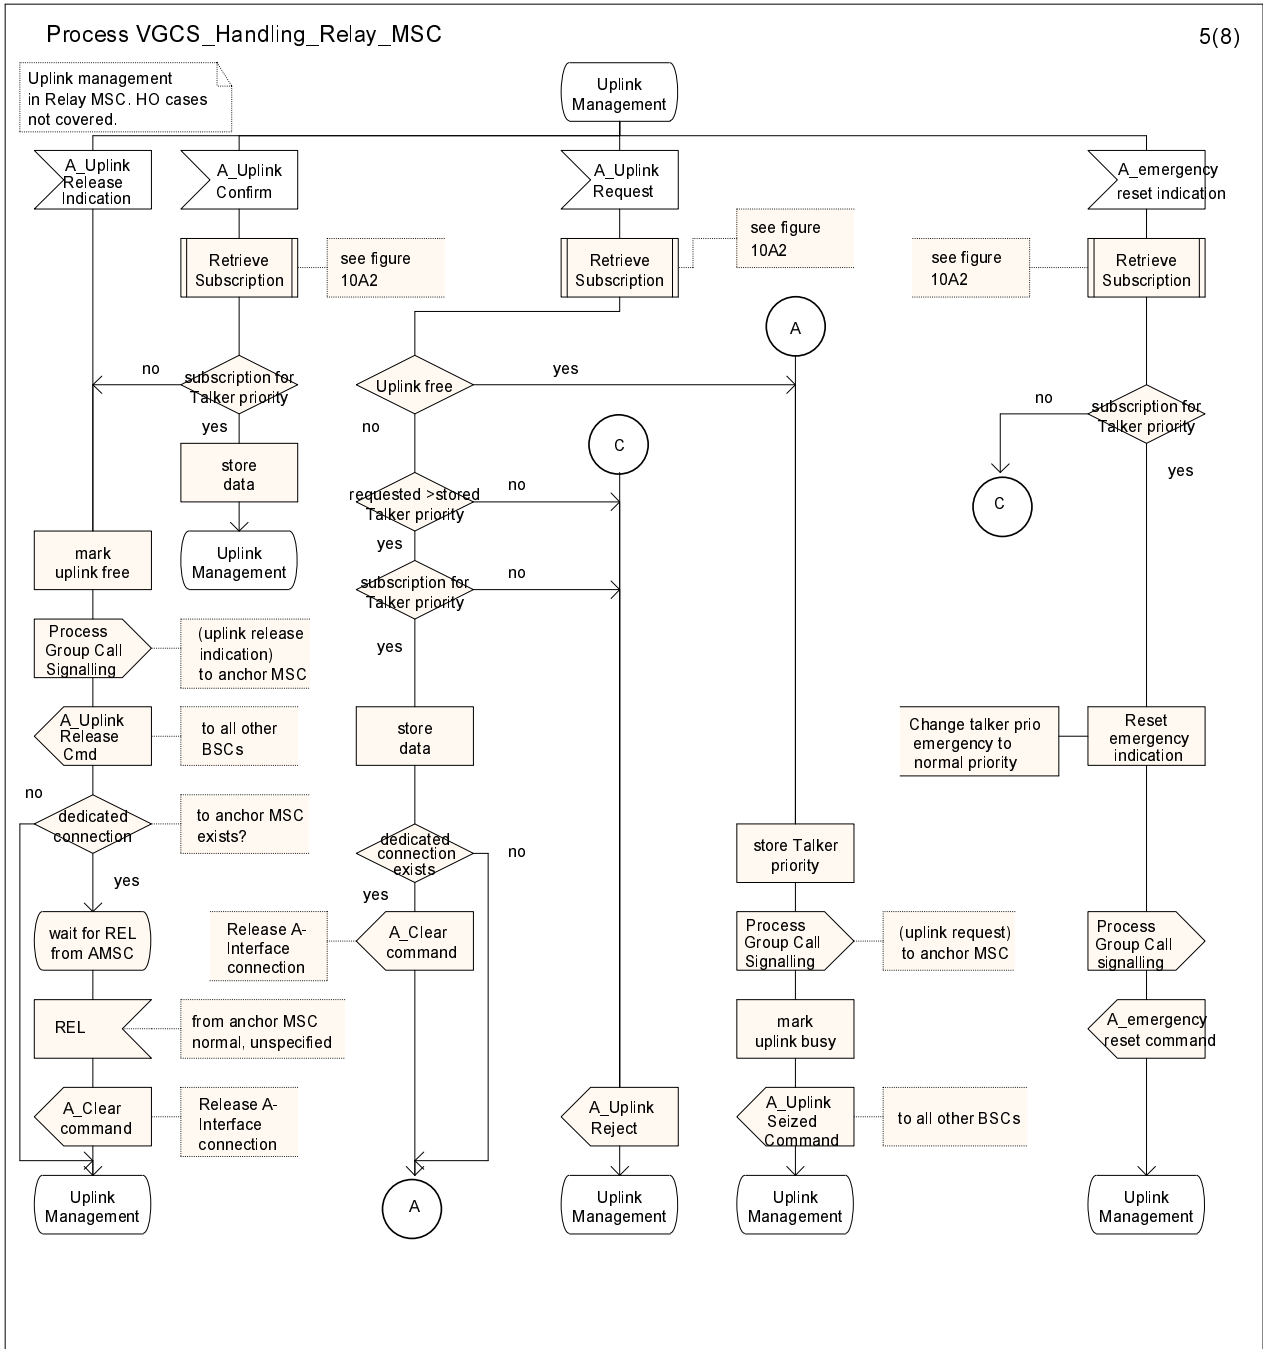 Process VGCS_Handling_Relay_MSC
5(8)
Uplink management
in Relay MSC. HO cases
not covered.
Uplink
Management
A_Uplink
Release
Indication
A_Uplink
Confirm
A_Uplink
Request
A_emergency
reset indication
Retrieve
Subscription
see figure
10A2
Retrieve
Subscription
see figure
10A2
see figure
10A2
Retrieve
Subscription
A
no
subscription for
Talker priority
yes
Uplink free
yes
no
no
subscription for
Talker priority
yes
C
store
data
requested >stored
Talker priority
no
yes
C
mark
uplink free
Uplink
Management
subscription for
Talker priority
no
yes
Process
Group Call
Signalling
(uplink release
indication)
to anchor MSC
A_Uplink
Release
Cmd
to all other
BSCs
store
data
Change talker prio
emergency to
normal priority
Reset
emergency
indication
no
dedicated
connection
to anchor MSC
exists?
yes
dedicated
connection
exists
no
yes
store Talker
priority
wait for REL
from AMSC
Release A-
Interface
connection
A_Clear
command
Process
Group Call
Signalling
(uplink request)
to anchor MSC
Process
Group Call
signalling
REL
from anchor MSC
normal, unspecified
mark
uplink busy
A_emergency
reset command
A_Clear
command
Release A-
Interface
connection
A_Uplink
Reject
A_Uplink
Seized
Command
to all other BSCs
Uplink
Management
A
Uplink
Management
Uplink
Management
Uplink
Management